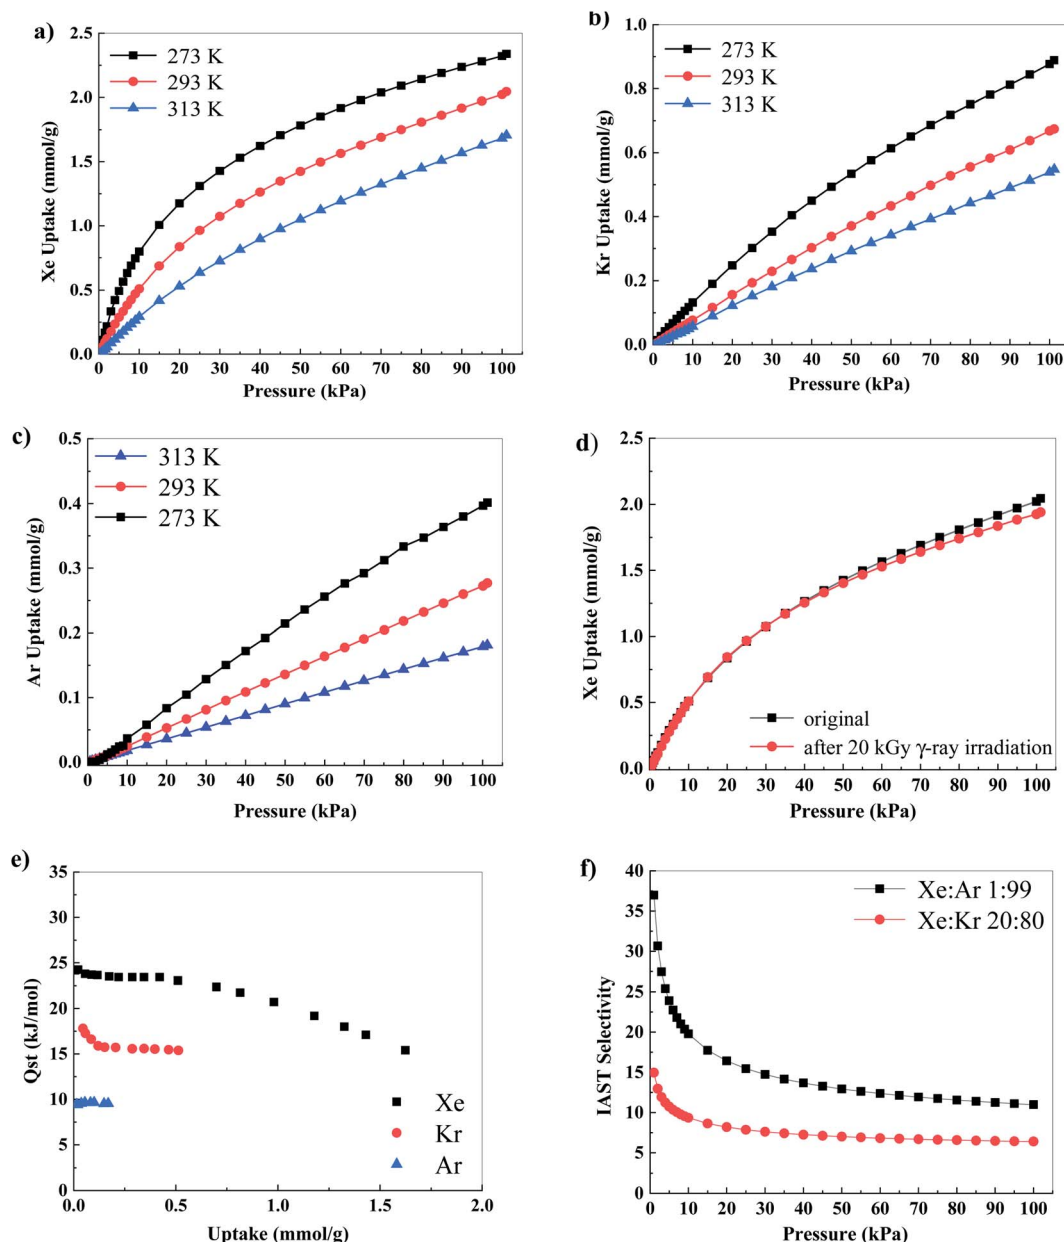 a)
2.5
2.0
1.5
1.0
0.5
0.0
Xe Uptake (mmol/g)
273 K
293 K
313 K
0 10 20 30 40 50 60 70 80 90 100
Pressure (kPa)
b)
1.0
0.8
0.6
0.4
0.2
0.0
Kr Uptake (mmol/g)
273 K
293 K
313 K
0 10 20 30 40 50 60 70 80 90 100
Pressure (kPa)
c)
0.5
0.4
0.3
0.2
0.1
0.0
Ar Uptake (mmol/g)
313 K
293 K
273 K
0 10 20 30 40 50 60 70 80 90 100
Pressure (kPa)
d)
2.5
2.0
1.5
1.0
0.5
0.0
Xe Uptake (mmol/g)
original
after 20 kGy γ-ray irradiation
0 10 20 30 40 50 60 70 80 90 100
Pressure (kPa)
e)
35
30
25
20
15
10
5
0
Qst (kJ/mol)
Xe
Kr
Ar
0.0 0.5 1.0 1.5 2.0
Uptake (mmol/g)
f)
40
35
30
25
20
15
10
5
0
IAST Selectivity
Xe:Ar 1:99
Xe:Kr 20:80
0 10 20 30 40 50 60 70 80 90 100
Pressure (kPa)